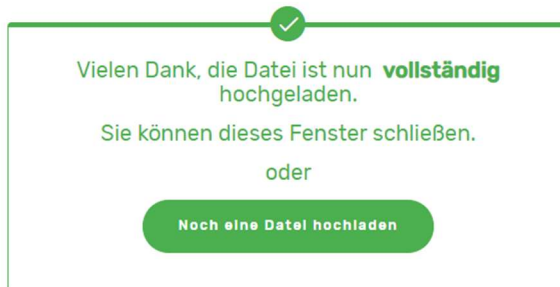 Vielen Dank, die Datei ist nun vollständig
hochgeladen.
Sie können dieses Fenster schließen.
oder
Noch eine Datei hochladen